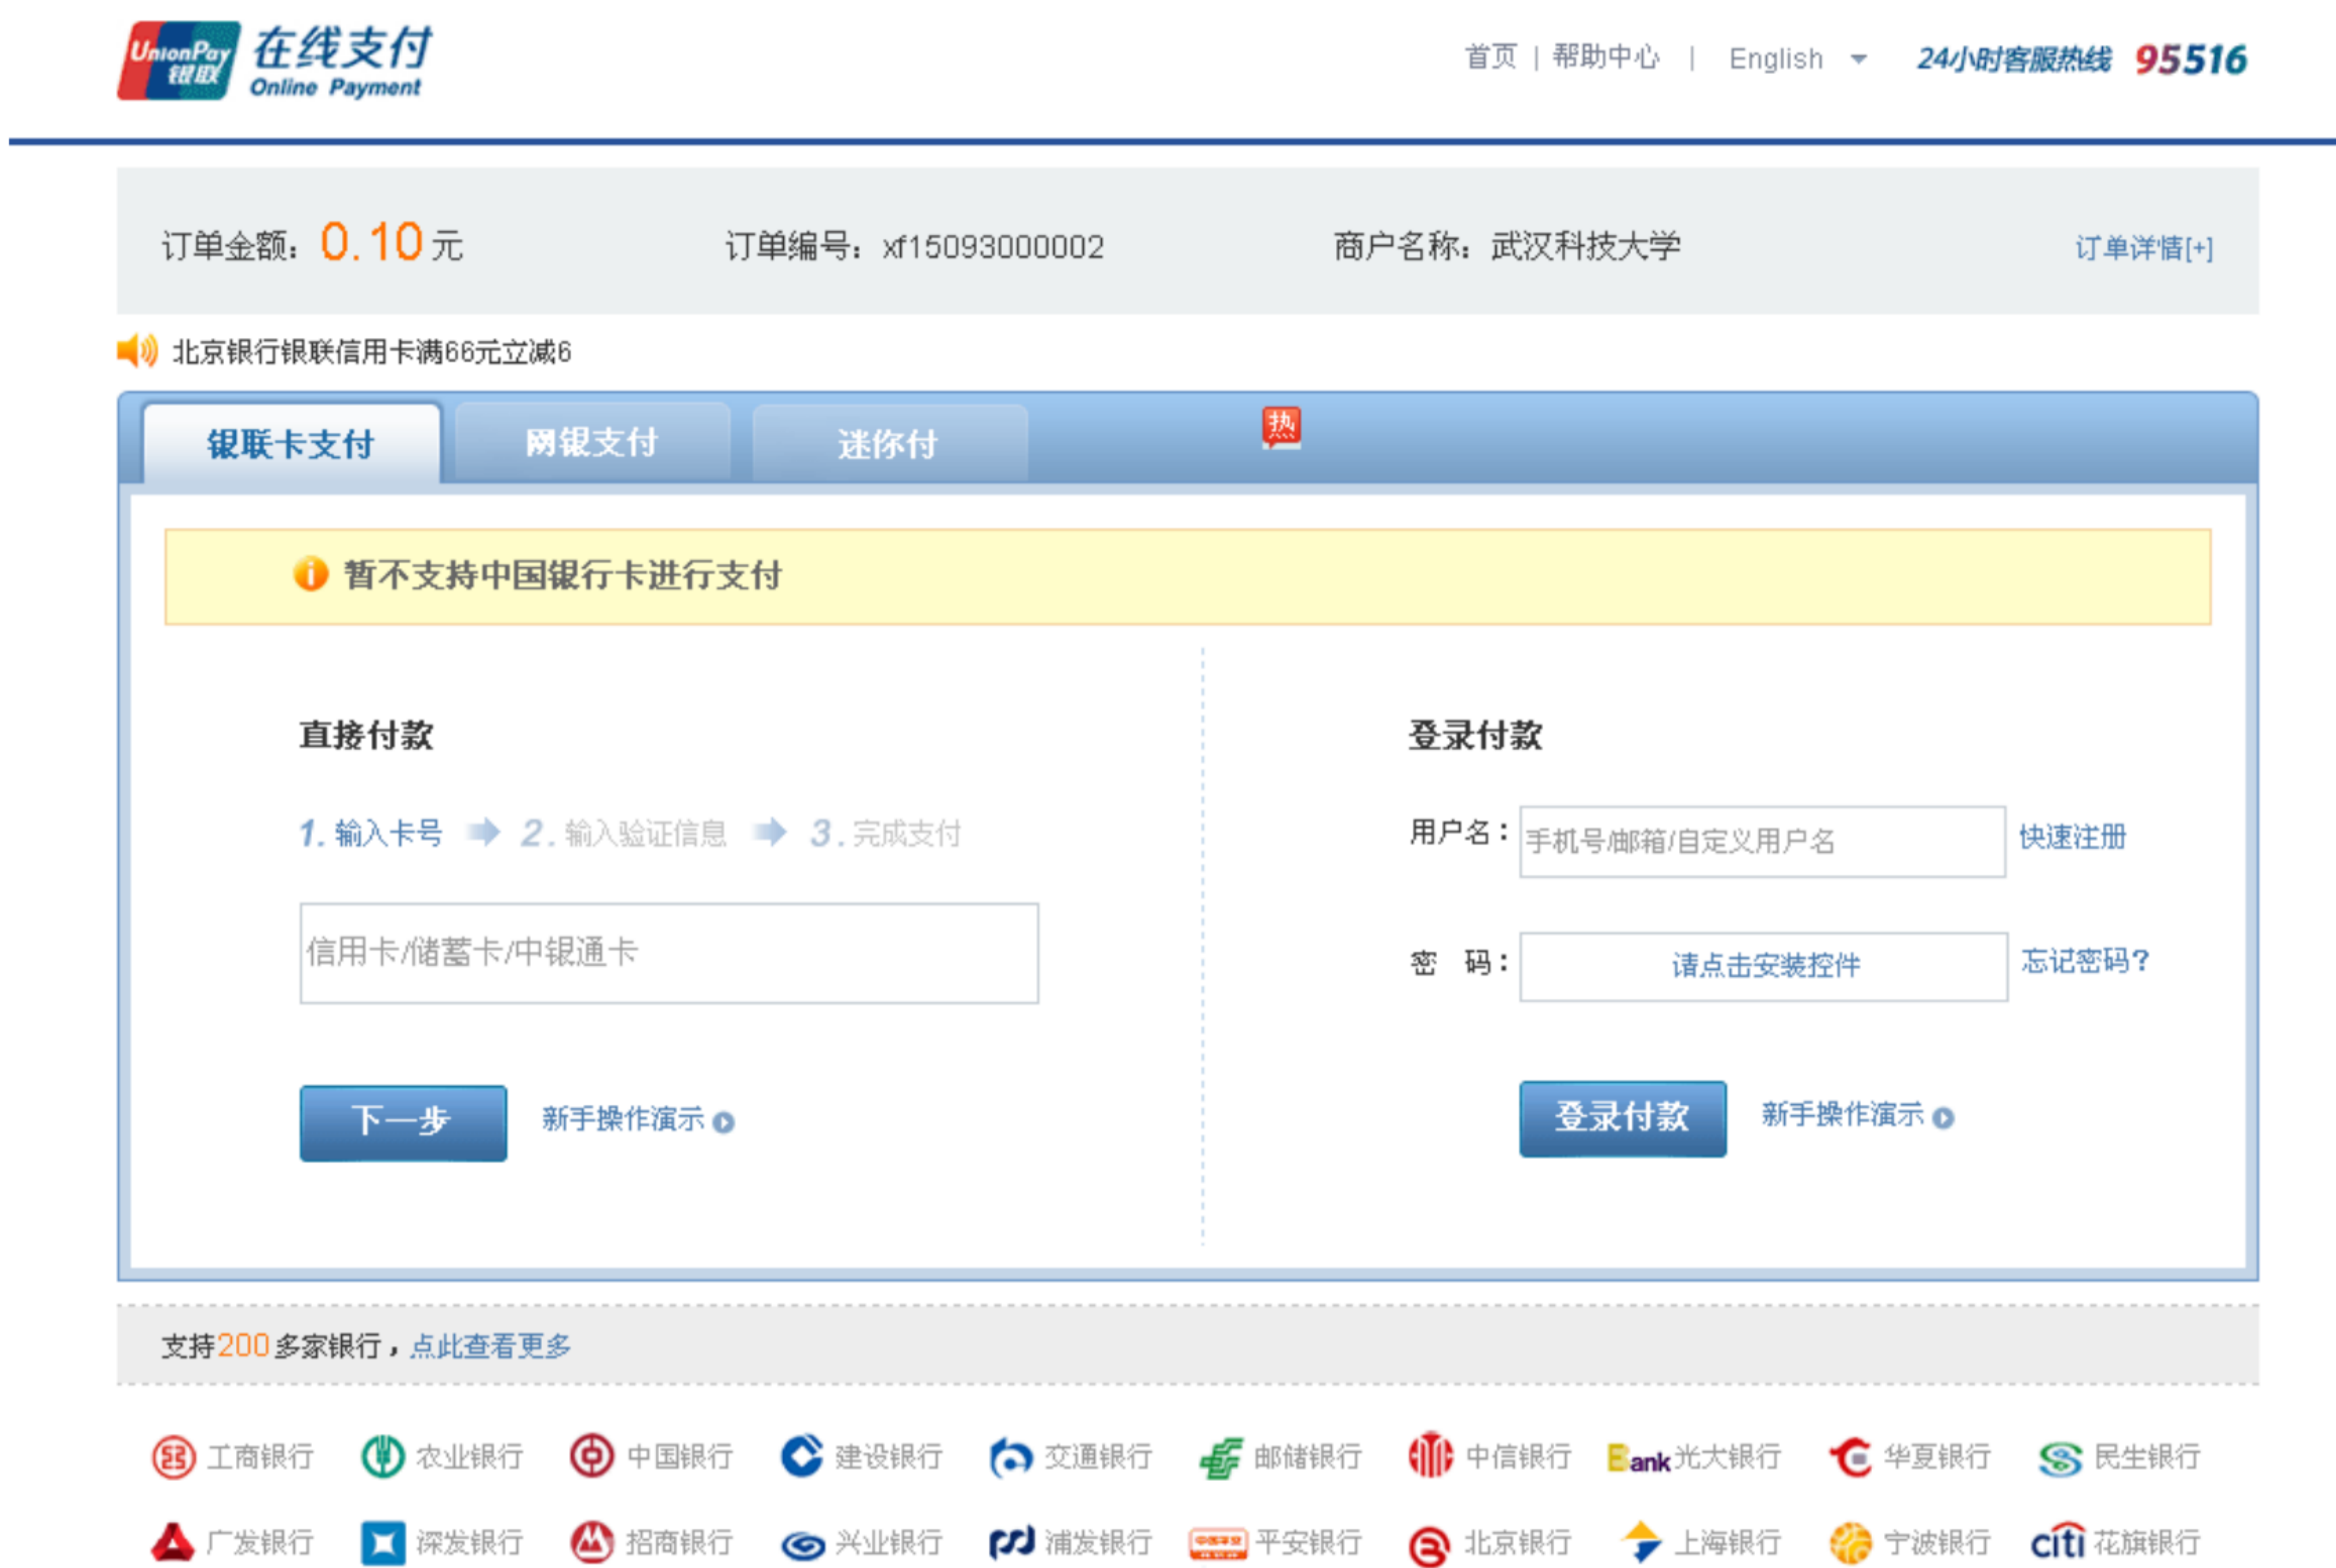 UnionPay 银联 在线支付 Online Payment
首页 | 帮助中心 | English 24小时客服热线 95516
订单金额：0.10元 订单编号：xf15093000002 商户名称：武汉科技大学 订单详情[+]
北京银行银联信用卡满66元立减6
银联卡支付 网银支付 迷你付 热
暂不支持中国银行卡进行支付
直接付款
1.输入卡号 2.输入验证信息 3.完成支付
信用卡/储蓄卡/中银通卡
下一步 新手操作演示
登录付款
用户名： 手机号/邮箱/自定义用户名 快速注册
密 码： 请点击安装控件 忘记密码？
登录付款 新手操作演示
支持200多家银行，点此查看更多
工商银行 农业银行 中国银行 建设银行 交通银行 邮储银行 中信银行 Bank光大银行 华夏银行 民生银行
广发银行 深发银行 招商银行 兴业银行 浦发银行 平安银行 北京银行 上海银行 宁波银行 citi花旗银行